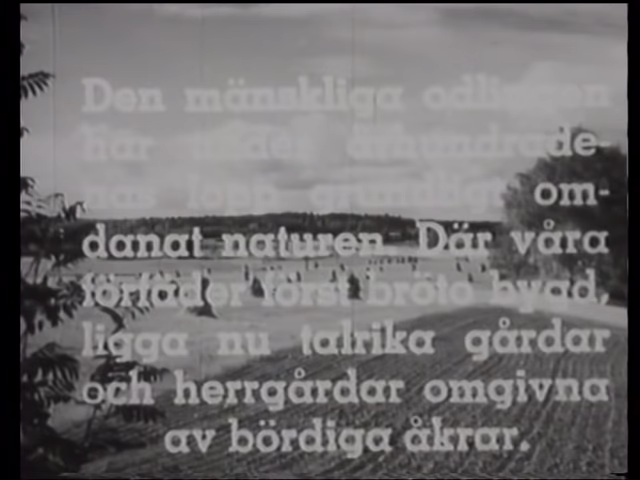 Den mänskliga odlingen
har under århundrade-
nas lopp grundligt om-
danat naturen. Där våra
förfäder först bröto bygd,
ligga nu talrika gårdar
och herrgårdar omgivna
av bördiga åkrar.